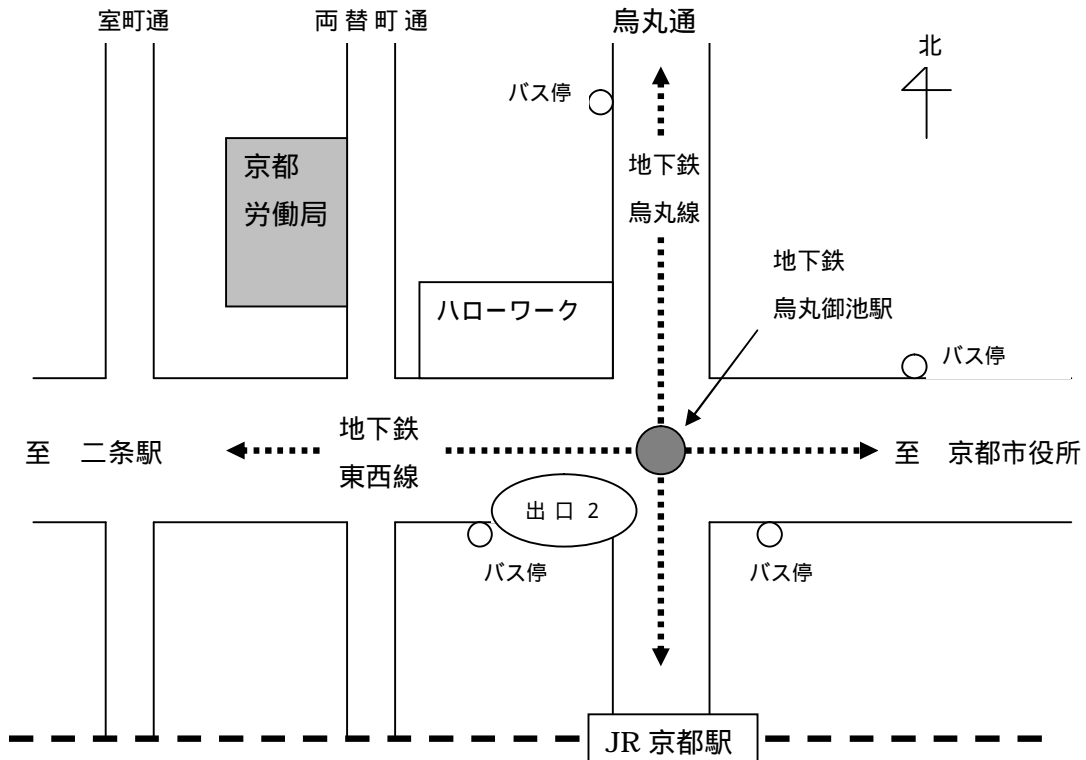 室町通
両替町通
烏丸通
北
バス停
京都
労働局
地下鉄
烏丸線
地下鉄
烏丸御池駅
ハローワーク
バス停
地下鉄
東西線
至 二条駅
至 京都市役所
出口 2
バス停
バス停
JR 京都駅